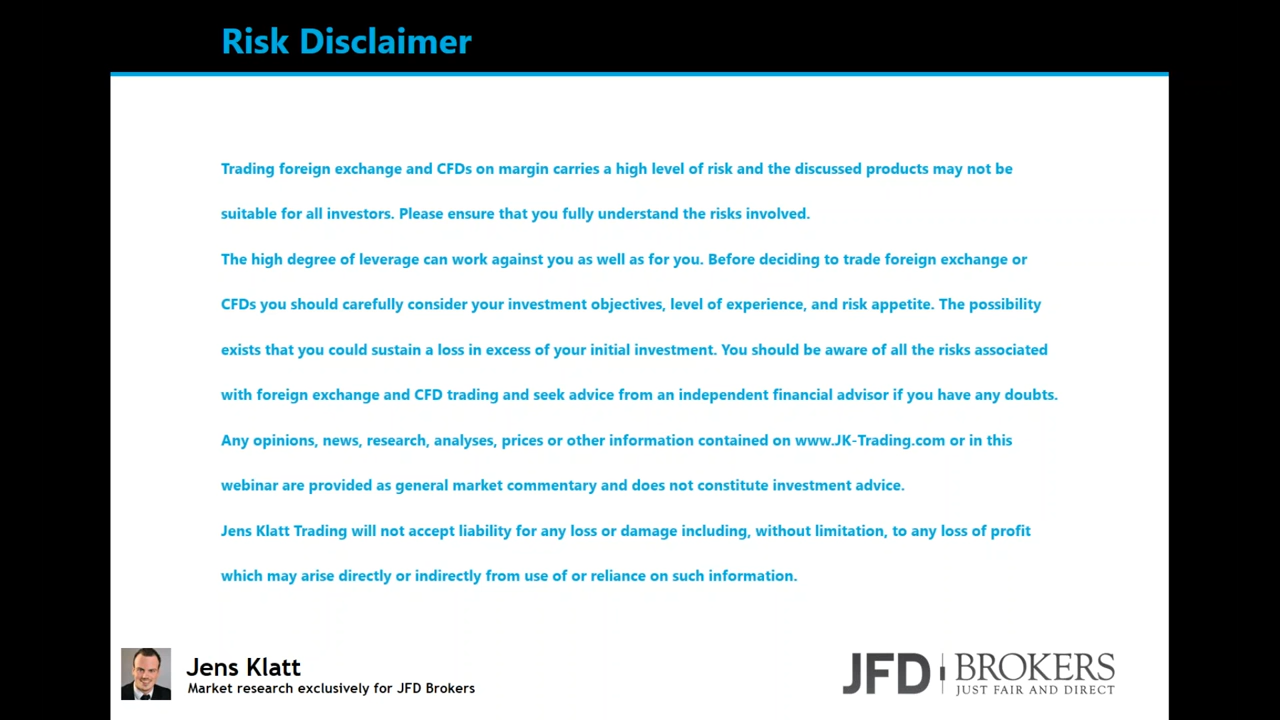 Risk Disclaimer
Trading foreign exchange and CFDs on margin carries a high level of risk and the discussed products may not be
suitable for all investors. Please ensure that you fully understand the risks involved.
The high degree of leverage can work against you as well as for you. Before deciding to trade foreign exchange or
CFDs you should carefully consider your investment objectives, level of experience, and risk appetite. The possibility
exists that you could sustain a loss in excess of your initial investment. You should be aware of all the risks associated
with foreign exchange and CFD trading and seek advice from an independent financial advisor if you have any doubts.
Any opinions, news, research, analyses, prices or other information contained on www.JK-Trading.com or in this
webinar are provided as general market commentary and does not constitute investment advice.
Jens Klatt Trading will not accept liability for any loss or damage including, without limitation, to any loss of profit
which may arise directly or indirectly from use of or reliance on such information.
Jens Klatt
Market research exclusively for JFD Brokers
JFD BROKERS
JUST FAIR AND DIRECT